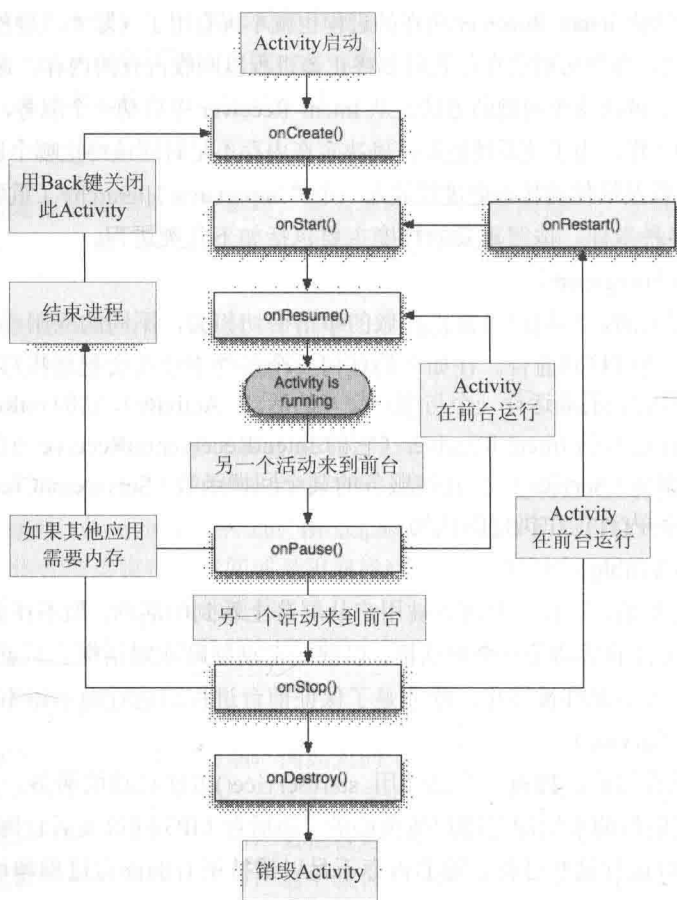 Activity启动
onCreate()
用Back键关闭
此Activity
onStart()
onRestart()
结束进程
onResume()
Activity is
running
Activity
在前台运行
另一个活动来到前台
如果其他应用
需要内存
onPause()
Activity
在前台运行
另一个活动来到前台
onStop()
onDestroy()
销毁Activity